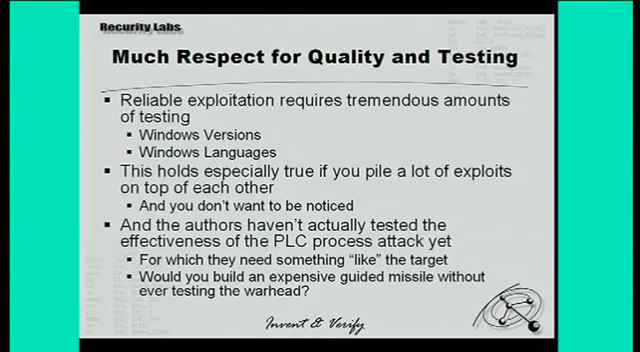 Recurity Labs
Much Respect for Quality and Testing
Reliable exploitation requires tremendous amounts
of testing
Windows Versions
Windows Languages
This holds especially true if you pile a lot of exploits
on top of each other
And you don't want to be noticed
And the authors haven't actually tested the
effectiveness of the PLC process attack yet
For which they need something "like" the target
Would you build an expensive guided missile without
ever testing the warhead?
Invent & Verify